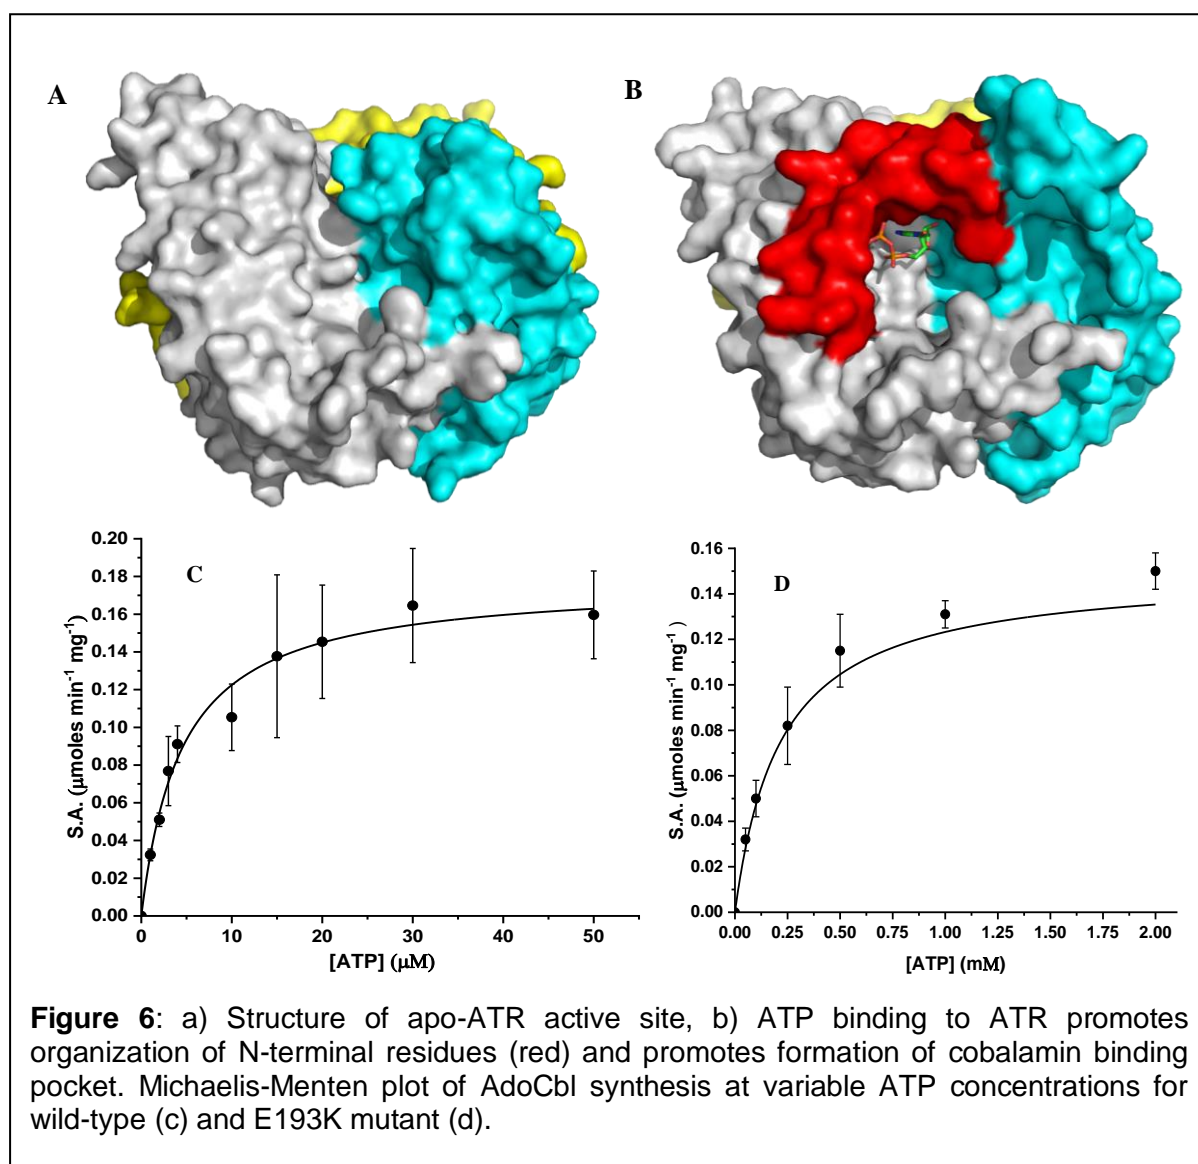 A
B
0.20
0.18
0.16
0.14
0.12
0.10
0.08
0.06
0.04
0.02
0.00
S.A. (μmoles min⁻¹ mg⁻¹)
C
0 10 20 30 40 50
[ATP] (μM)
0.16
0.14
0.12
0.10
0.08
0.06
0.04
0.02
0.00
S.A. (μmoles min⁻¹ mg⁻¹)
D
0.00 0.25 0.50 0.75 1.00 1.25 1.50 1.75 2.00
[ATP] (mM)
Figure 6: a) Structure of apo-ATR active site, b) ATP binding to ATR promotes
organization of N-terminal residues (red) and promotes formation of cobalamin binding
pocket. Michaelis-Menten plot of AdoCbl synthesis at variable ATP concentrations for
wild-type (c) and E193K mutant (d).